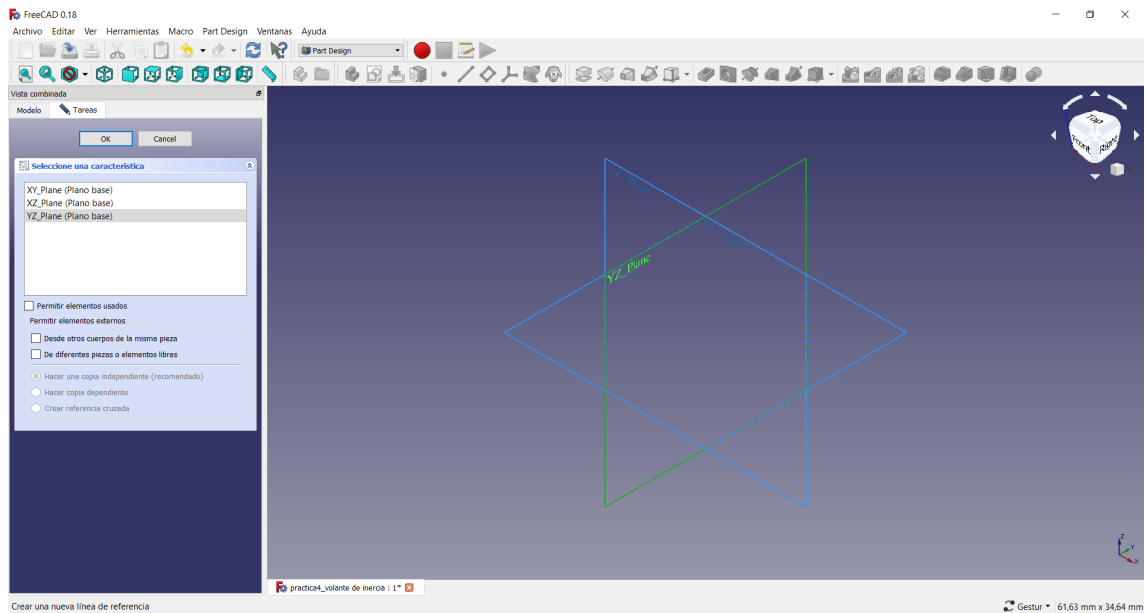 FreeCAD 0.18
Archivo Editar Ver Herramientas Macro Part Design Ventanas Ayuda
Part Design
Vista combinada
Modelo Tareas
OK Cancel
Seleccione una característica
XY_Plane (Plano base)
XZ_Plane (Plano base)
YZ_Plane (Plano base)
Permitir elementos usados
Permitir elementos externos
Desde otros cuerpos de la misma pieza
De diferentes piezas o elementos libres
Hacer una copia independiente (recomendado)
Hacer copia dependiente
Crear referencia cruzada
Top
Front Right
YZ_Plane
Z
Y
X
practica4_volante de inercia : 1*
Crear una nueva línea de referencia
Gestur 61,63 mm x 34,64 mm